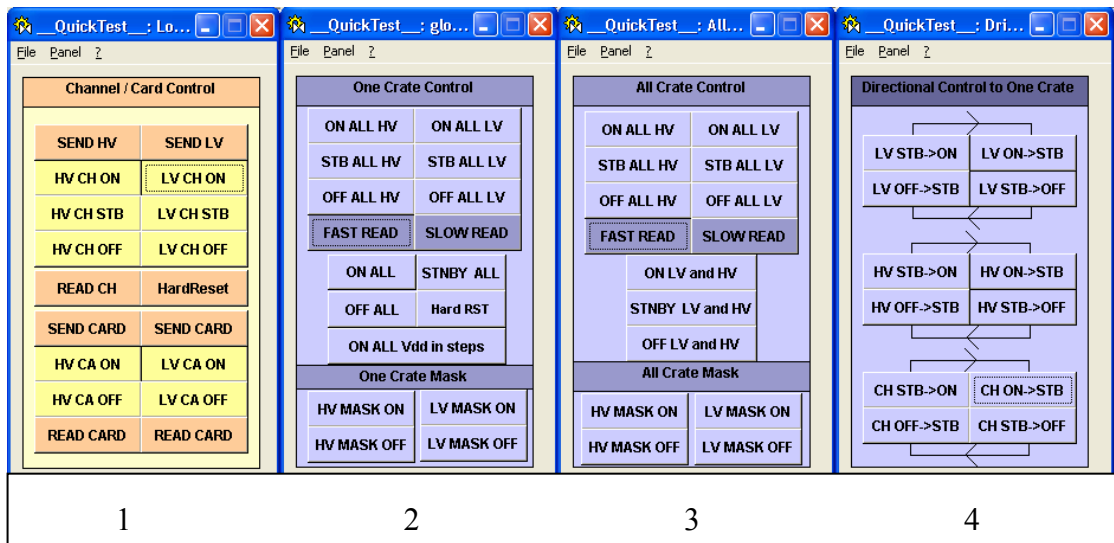 __QuickTest__: Lo...
File Panel ?
Channel / Card Control
SEND HV SEND LV
HV CH ON LV CH ON
HV CH STB LV CH STB
HV CH OFF LV CH OFF
READ CH HardReset
SEND CARD SEND CARD
HV CA ON LV CA ON
HV CA OFF LV CA OFF
READ CARD READ CARD
1
__QuickTest__: glo...
File Panel ?
One Crate Control
ON ALL HV ON ALL LV
STB ALL HV STB ALL LV
OFF ALL HV OFF ALL LV
FAST READ SLOW READ
ON ALL STNBY ALL
OFF ALL Hard RST
ON ALL Vdd in steps
One Crate Mask
HV MASK ON LV MASK ON
HV MASK OFF LV MASK OFF
2
__QuickTest__: All...
File Panel ?
All Crate Control
ON ALL HV ON ALL LV
STB ALL HV STB ALL LV
OFF ALL HV OFF ALL LV
FAST READ SLOW READ
ON LV and HV
STNBY LV and HV
OFF LV and HV
All Crate Mask
HV MASK ON LV MASK ON
HV MASK OFF LV MASK OFF
3
__QuickTest__: Dri...
File Panel ?
Directional Control to One Crate
LV STB->ON LV ON->STB
LV OFF->STB LV STB->OFF
HV STB->ON HV ON->STB
HV OFF->STB HV STB->OFF
CH STB->ON CH ON->STB
CH OFF->STB CH STB->OFF
4